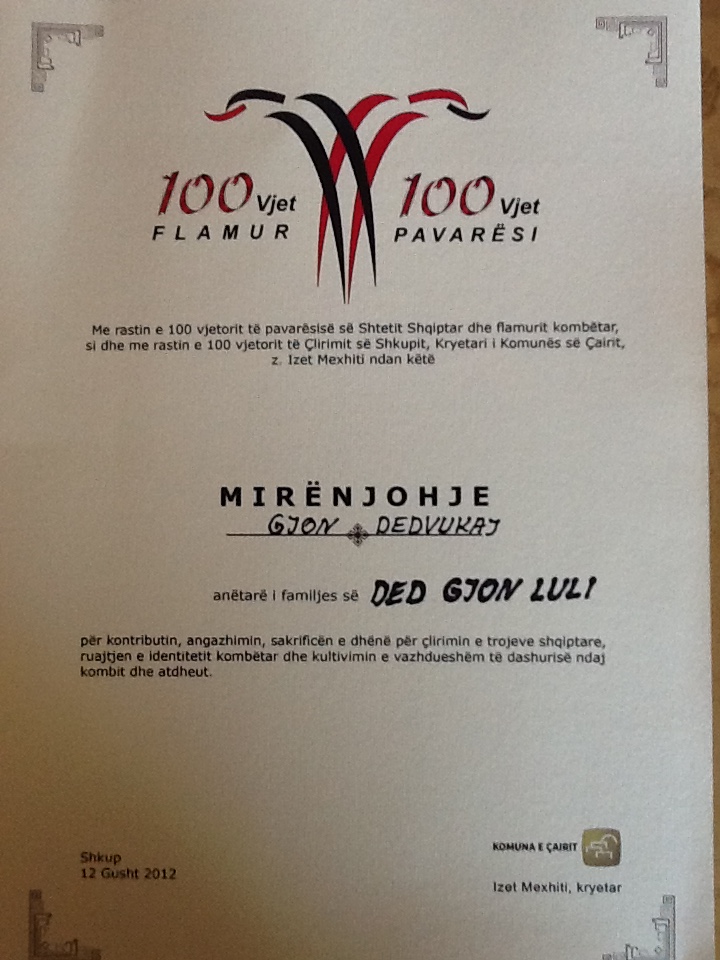 100 Vjet
FLAMUR
100 Vjet
PAVARËSI
Me rastin e 100 vjetorit të pavarësisë së Shtetit Shqiptar dhe flamurit kombëtar,
si dhe me rastin e 100 vjetorit të Çlirimit së Shkupit, Kryetari i Komunës së Çairit,
z. Izet Mexhiti ndan këtë
MIRËNJOHJE
GJON DEDVUKAJ
anëtarë i familjes së DED GJON LULI
për kontributin, angazhimin, sakrificën e dhënë për çlirimin e trojeve shqiptare,
ruajtjen e identitetit kombëtar dhe kultivimin e vazhdueshëm të dashurisë ndaj
kombit dhe atdheut.
Shkup
12 Gusht 2012
KOMUNA E ÇAIRIT
Izet Mexhiti, kryetar